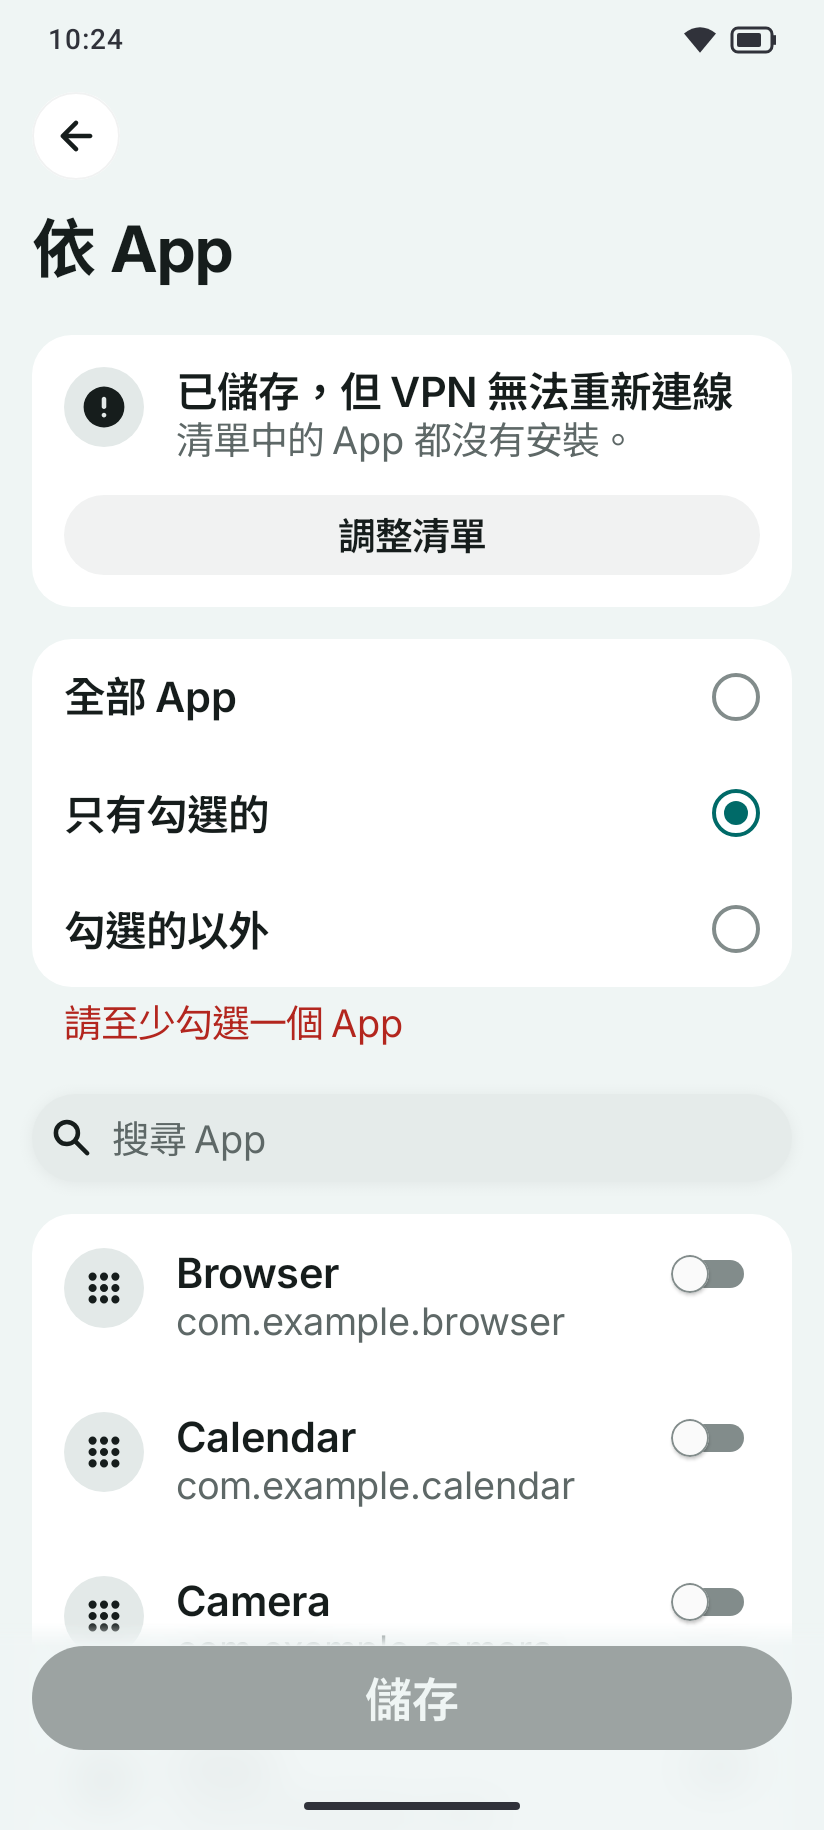 10:24
依 App
已儲存，但 VPN 無法重新連線
清單中的 App 都沒有安裝。
調整清單
全部 App
只有勾選的
勾選的以外
請至少勾選一個 App
搜尋 App
Browser
com.example.browser
Calendar
com.example.calendar
Camera
儲存